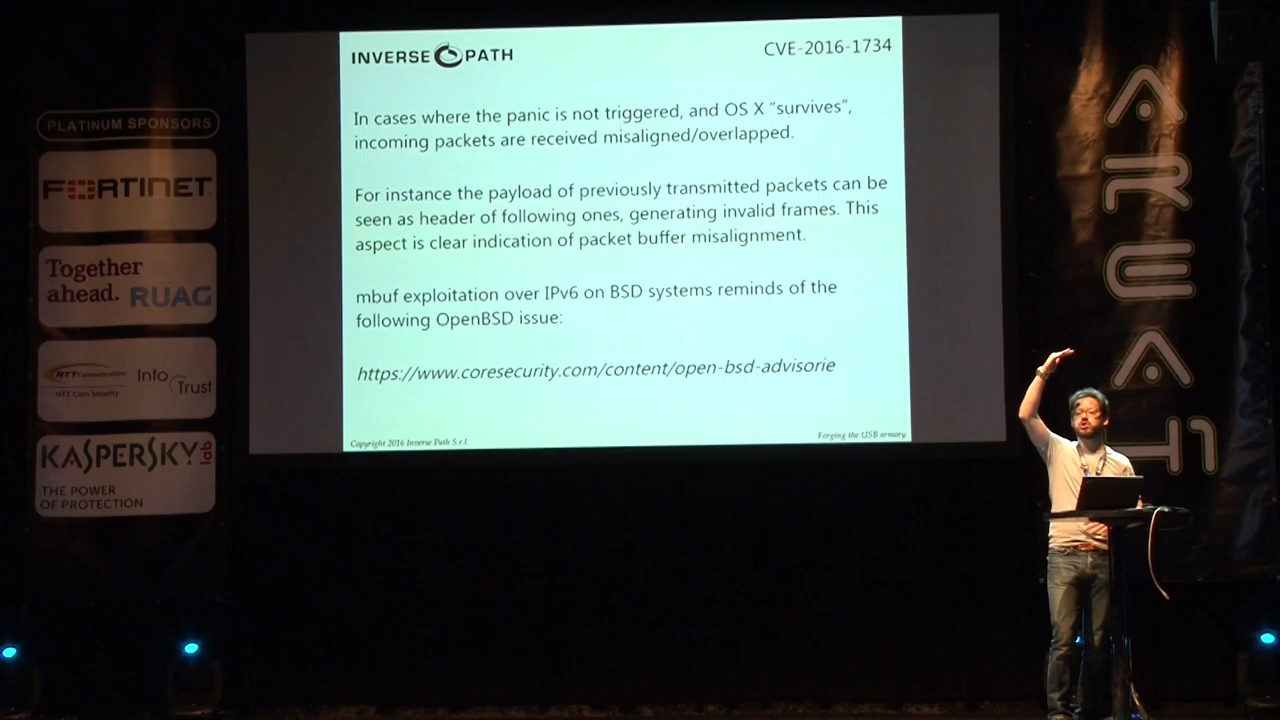 PLATINUM SPONSORS
FORTINET
Together
ahead. RUAG
NTT Communications
NTT Com Security
Info
Trust
KASPERSKY lab
THE POWER
OF PROTECTION
INVERSE PATH
CVE-2016-1734
In cases where the panic is not triggered, and OS X “survives”,
incoming packets are received misaligned/overlapped.
For instance the payload of previously transmitted packets can be
seen as header of following ones, generating invalid frames. This
aspect is clear indication of packet buffer misalignment.
mbuf exploitation over IPv6 on BSD systems reminds of the
following OpenBSD issue:
https://www.coresecurity.com/content/open-bsd-advisorie
Copyright 2016 Inverse Path S.r.l.
Forging the USB armory
AREA41